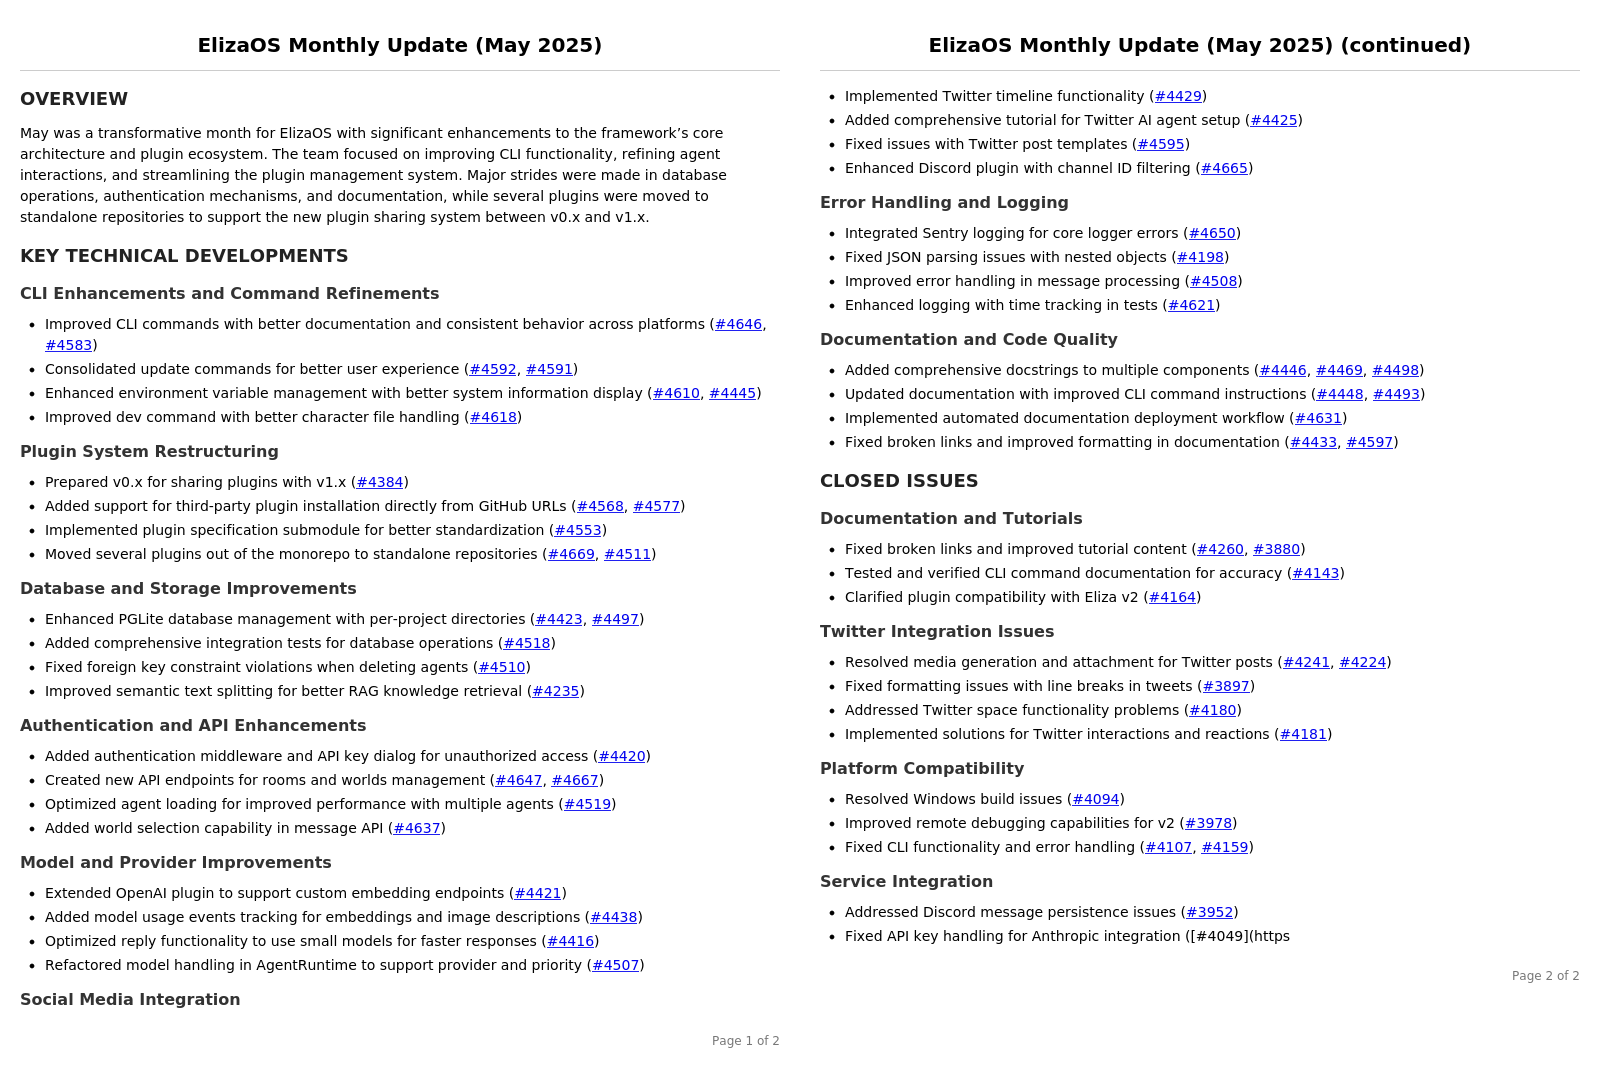 ElizaOS Monthly Update (May 2025)
OVERVIEW
May was a transformative month for ElizaOS with significant enhancements to the framework’s core
architecture and plugin ecosystem. The team focused on improving CLI functionality, refining agent
interactions, and streamlining the plugin management system. Major strides were made in database
operations, authentication mechanisms, and documentation, while several plugins were moved to
standalone repositories to support the new plugin sharing system between v0.x and v1.x.
KEY TECHNICAL DEVELOPMENTS
CLI Enhancements and Command Refinements
• Improved CLI commands with better documentation and consistent behavior across platforms (#4646,
#4583)
• Consolidated update commands for better user experience (#4592, #4591)
• Enhanced environment variable management with better system information display (#4610, #4445)
• Improved dev command with better character file handling (#4618)
Plugin System Restructuring
• Prepared v0.x for sharing plugins with v1.x (#4384)
• Added support for third-party plugin installation directly from GitHub URLs (#4568, #4577)
• Implemented plugin specification submodule for better standardization (#4553)
• Moved several plugins out of the monorepo to standalone repositories (#4669, #4511)
Database and Storage Improvements
• Enhanced PGLite database management with per-project directories (#4423, #4497)
• Added comprehensive integration tests for database operations (#4518)
• Fixed foreign key constraint violations when deleting agents (#4510)
• Improved semantic text splitting for better RAG knowledge retrieval (#4235)
Authentication and API Enhancements
• Added authentication middleware and API key dialog for unauthorized access (#4420)
• Created new API endpoints for rooms and worlds management (#4647, #4667)
• Optimized agent loading for improved performance with multiple agents (#4519)
• Added world selection capability in message API (#4637)
Model and Provider Improvements
• Extended OpenAI plugin to support custom embedding endpoints (#4421)
• Added model usage events tracking for embeddings and image descriptions (#4438)
• Optimized reply functionality to use small models for faster responses (#4416)
• Refactored model handling in AgentRuntime to support provider and priority (#4507)
Social Media Integration
Page 1 of 2
ElizaOS Monthly Update (May 2025) (continued)
• Implemented Twitter timeline functionality (#4429)
• Added comprehensive tutorial for Twitter AI agent setup (#4425)
• Fixed issues with Twitter post templates (#4595)
• Enhanced Discord plugin with channel ID filtering (#4665)
Error Handling and Logging
• Integrated Sentry logging for core logger errors (#4650)
• Fixed JSON parsing issues with nested objects (#4198)
• Improved error handling in message processing (#4508)
• Enhanced logging with time tracking in tests (#4621)
Documentation and Code Quality
• Added comprehensive docstrings to multiple components (#4446, #4469, #4498)
• Updated documentation with improved CLI command instructions (#4448, #4493)
• Implemented automated documentation deployment workflow (#4631)
• Fixed broken links and improved formatting in documentation (#4433, #4597)
CLOSED ISSUES
Documentation and Tutorials
• Fixed broken links and improved tutorial content (#4260, #3880)
• Tested and verified CLI command documentation for accuracy (#4143)
• Clarified plugin compatibility with Eliza v2 (#4164)
Twitter Integration Issues
• Resolved media generation and attachment for Twitter posts (#4241, #4224)
• Fixed formatting issues with line breaks in tweets (#3897)
• Addressed Twitter space functionality problems (#4180)
• Implemented solutions for Twitter interactions and reactions (#4181)
Platform Compatibility
• Resolved Windows build issues (#4094)
• Improved remote debugging capabilities for v2 (#3978)
• Fixed CLI functionality and error handling (#4107, #4159)
Service Integration
• Addressed Discord message persistence issues (#3952)
• Fixed API key handling for Anthropic integration ([#4049](https
Page 2 of 2